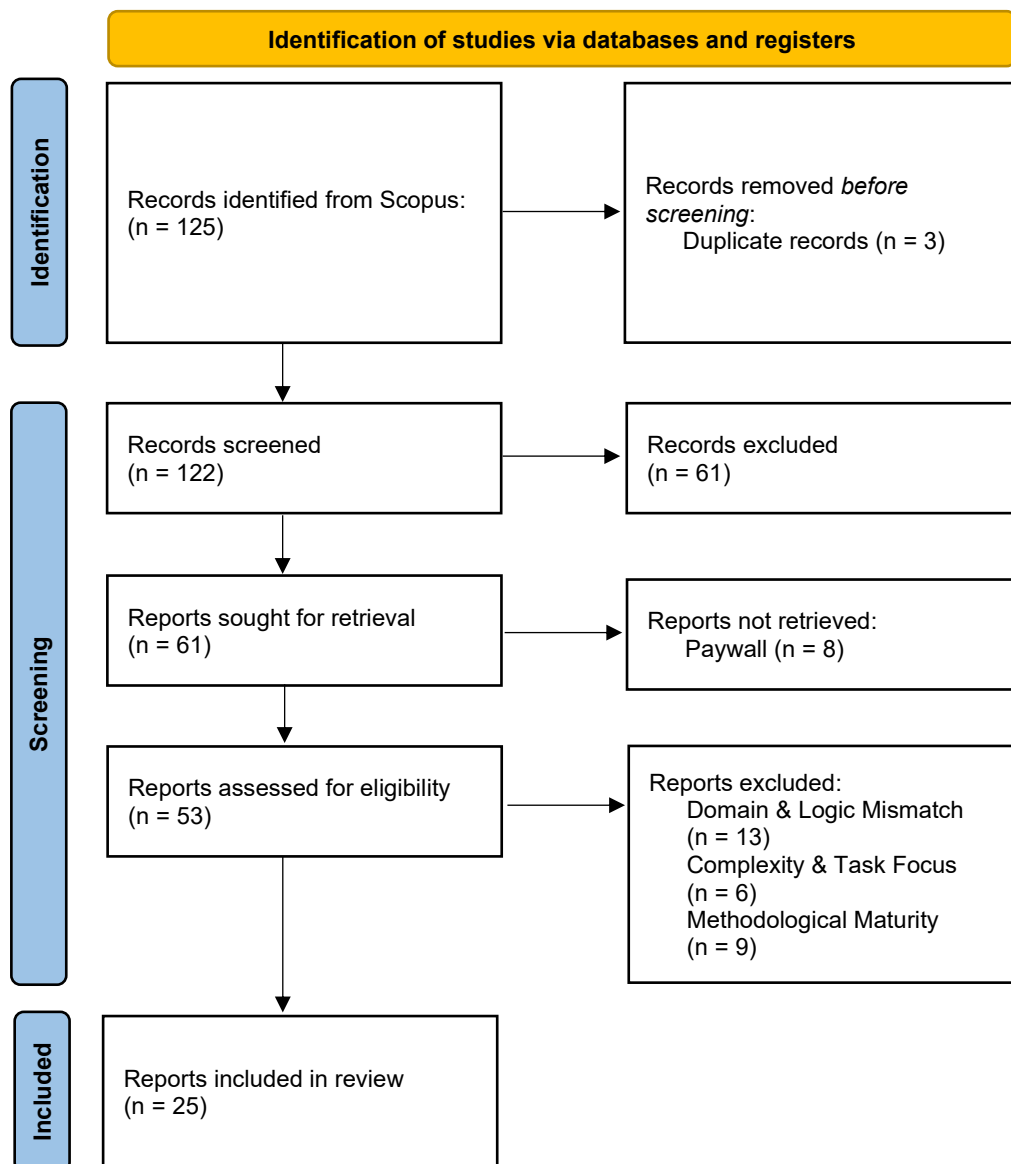 Identification of studies via databases and registers
Identification
Records identified from Scopus:
(n = 125)
Records removed before
screening:
Duplicate records (n = 3)
Screening
Records screened
(n = 122)
Records excluded
(n = 61)
Reports sought for retrieval
(n = 61)
Reports not retrieved:
Paywall (n = 8)
Reports assessed for eligibility
(n = 53)
Reports excluded:
Domain & Logic Mismatch
(n = 13)
Complexity & Task Focus
(n = 6)
Methodological Maturity
(n = 9)
Included
Reports included in review
(n = 25)